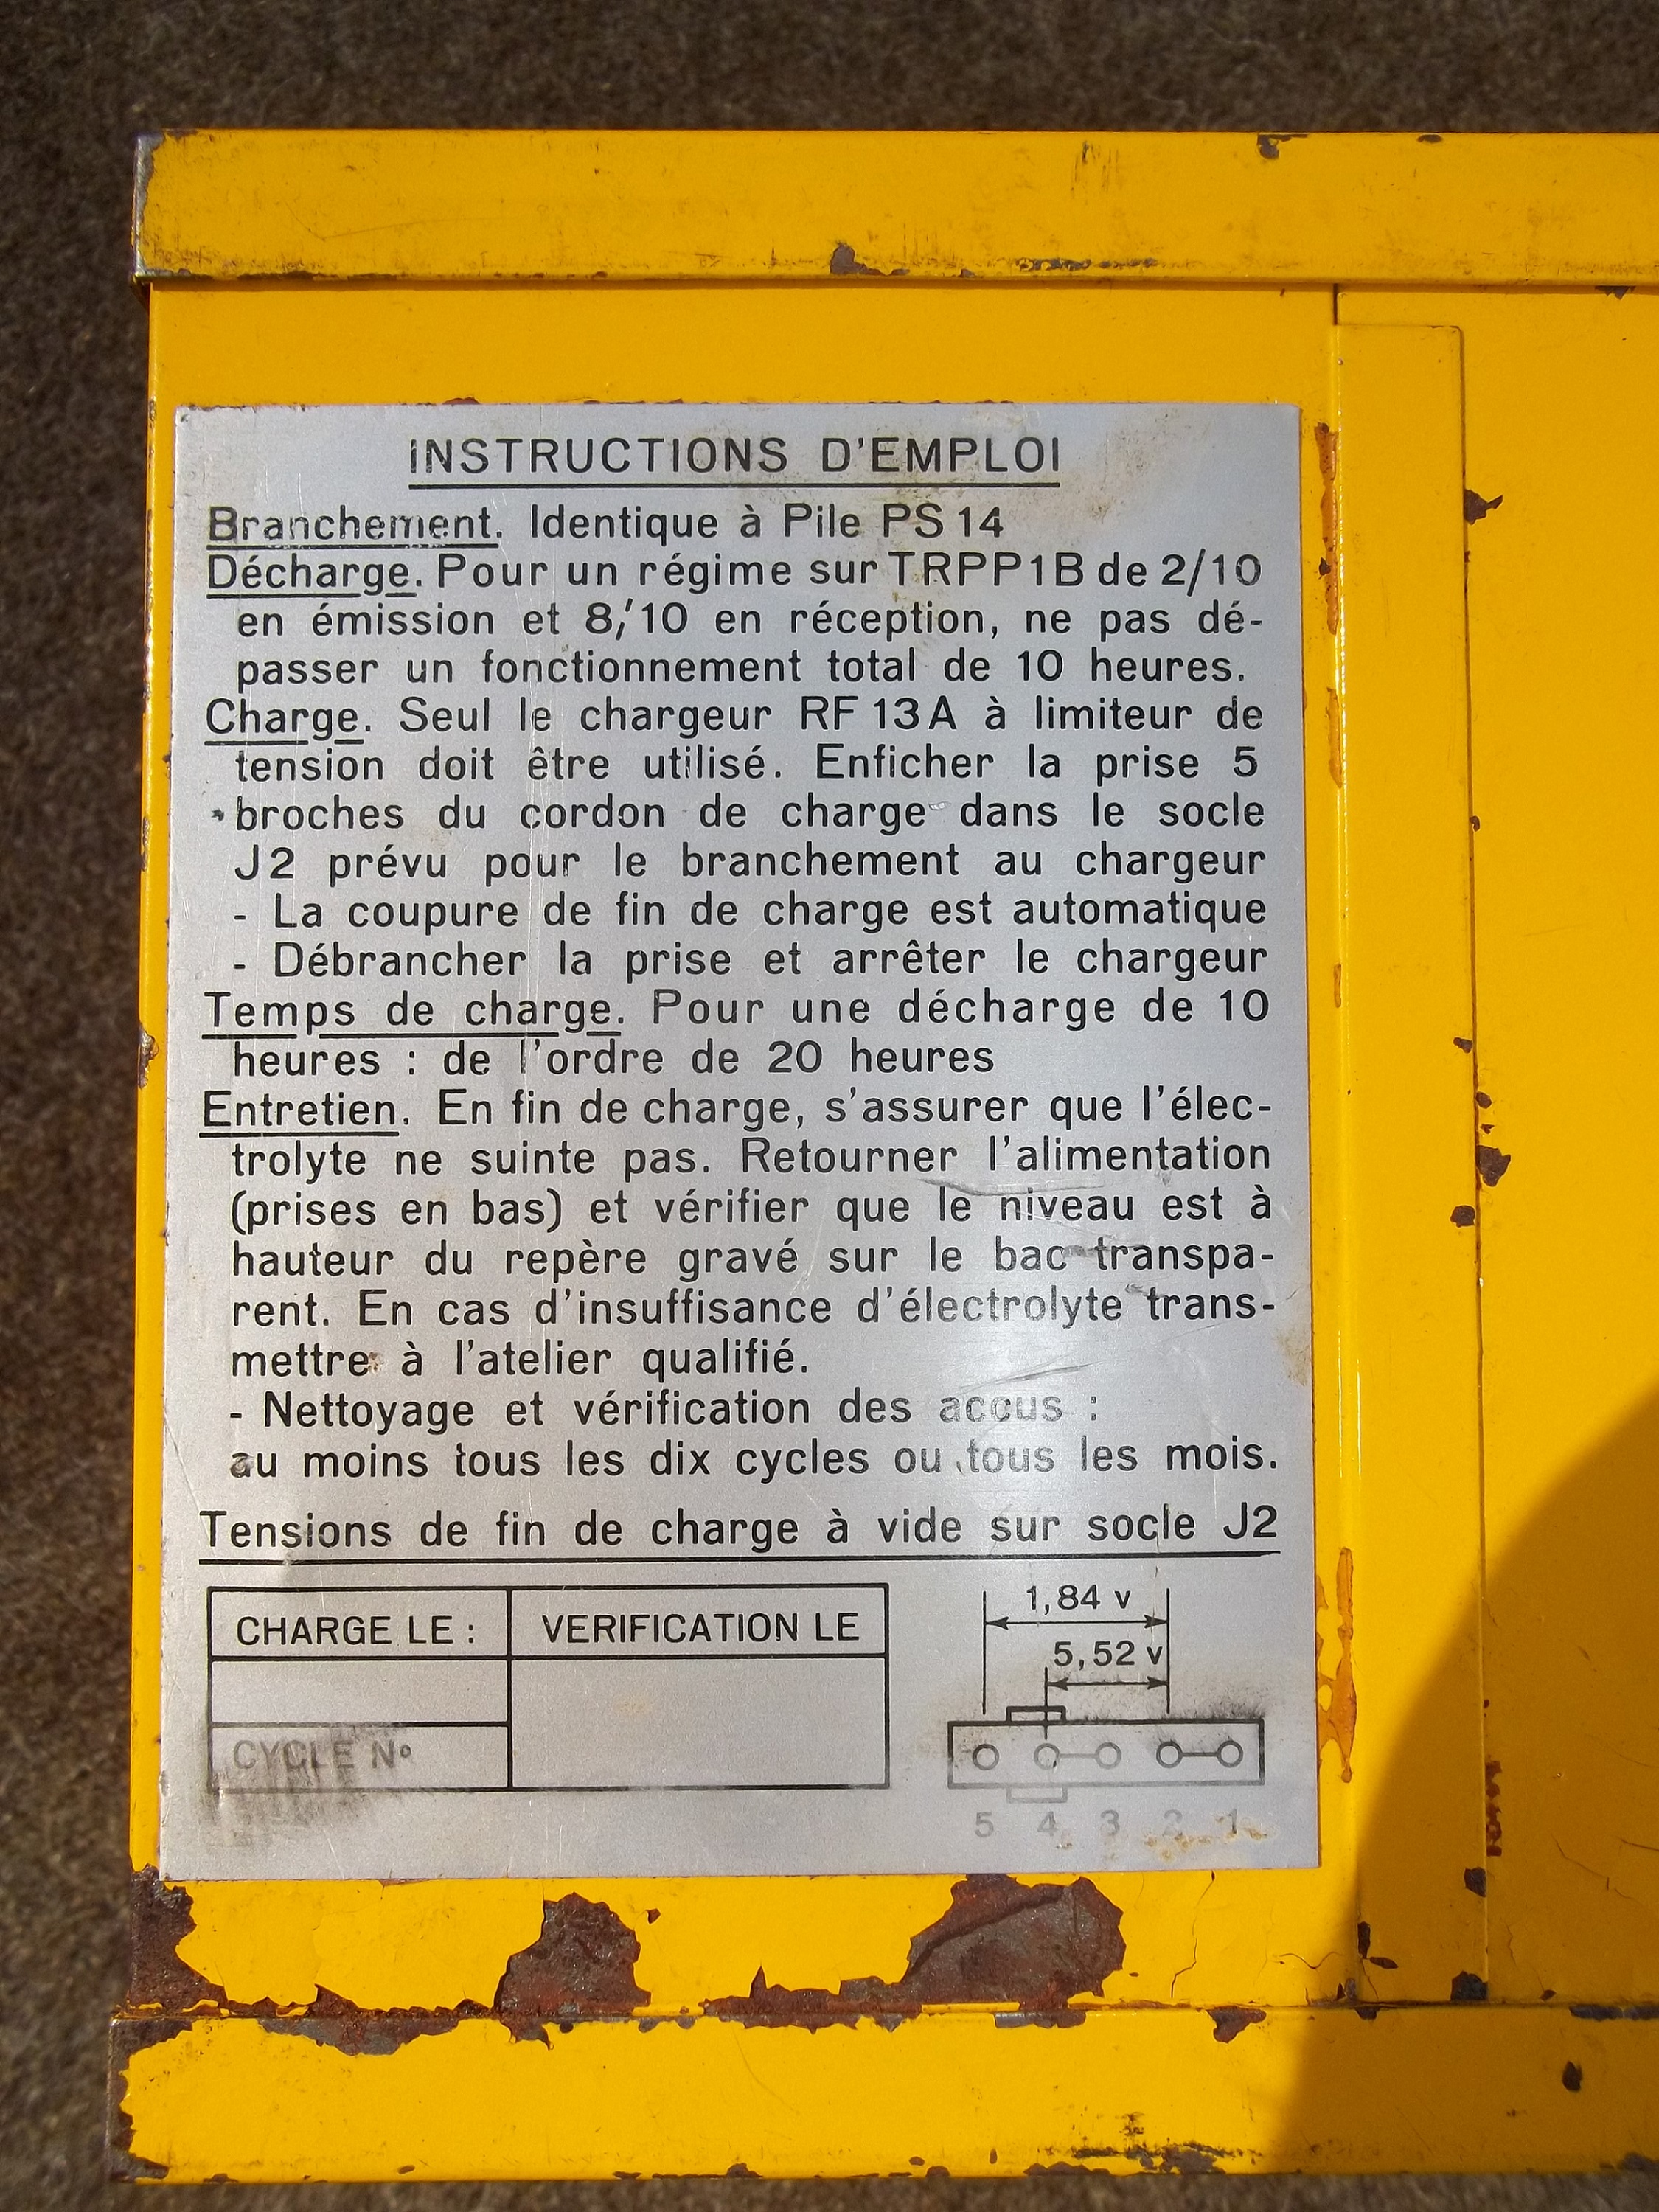 INSTRUCTIONS D'EMPLOI
Branchement. Identique à Pile PS 14
Décharge. Pour un régime sur TRPP1B de 2/10
en émission et 8/10 en réception, ne pas dé-
passer un fonctionnement total de 10 heures.
Charge. Seul le chargeur RF 13 A à limiteur de
tension doit être utilisé. Enficher la prise 5
broches du cordon de charge dans le socle
J2 prévu pour le branchement au chargeur
- La coupure de fin de charge est automatique
- Débrancher la prise et arrêter le chargeur
Temps de charge. Pour une décharge de 10
heures : de l'ordre de 20 heures
Entretien. En fin de charge, s'assurer que l'élec-
trolyte ne suinte pas. Retourner l'alimentation
(prises en bas) et vérifier que le niveau est à
hauteur du repère gravé sur le bac transpa-
rent. En cas d'insuffisance d'électrolyte trans-
mettre à l'atelier qualifié.
- Nettoyage et vérification des accus :
au moins tous les dix cycles ou tous les mois.
Tensions de fin de charge à vide sur socle J2
CHARGE LE : VERIFICATION LE
CYCLE Nº
1,84 v
5,52 v
5 4 3 2 1